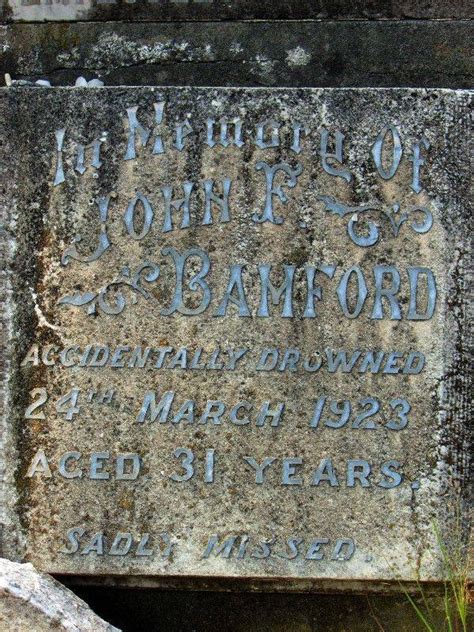 In Memory Of
John F.
Bamford
Accidentally Drowned
24th March 1923
Aged 31 Years.
Sadly Missed.